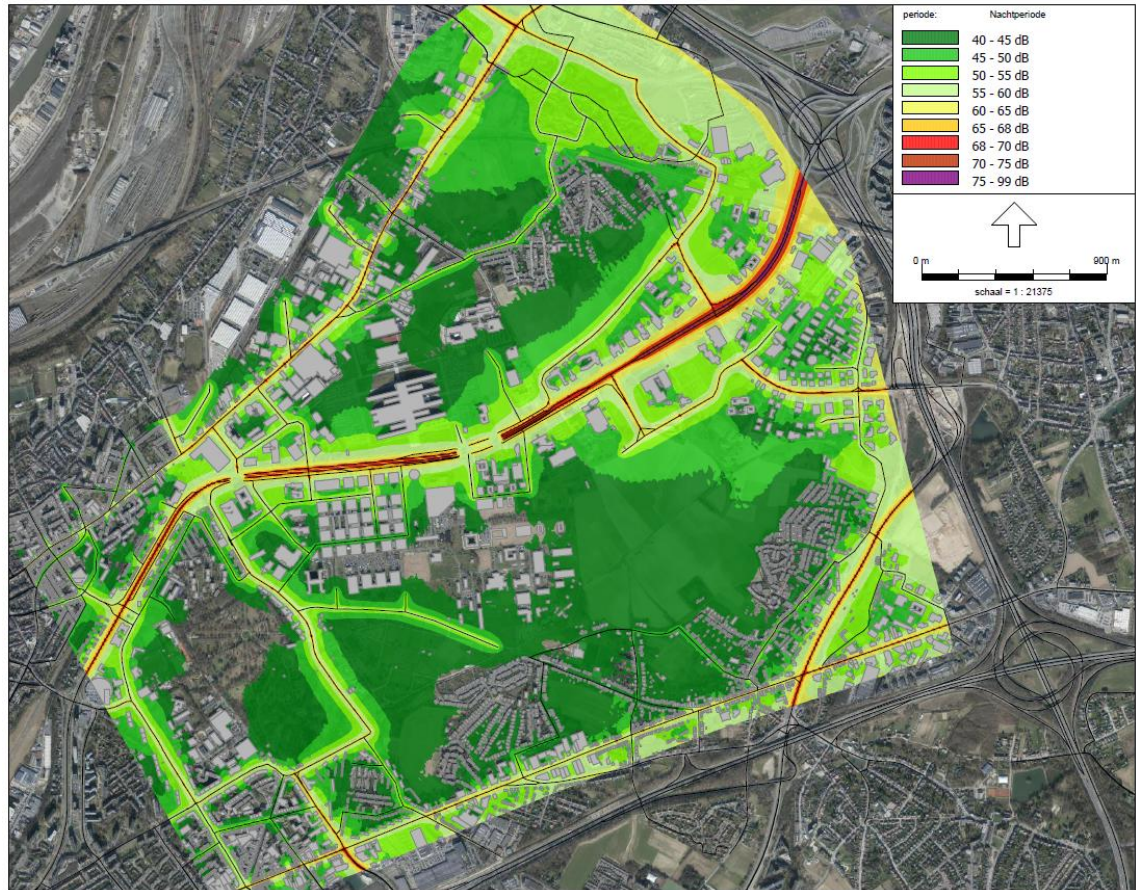 periode: Nachtperiode
40 - 45 dB
45 - 50 dB
50 - 55 dB
55 - 60 dB
60 - 65 dB
65 - 68 dB
68 - 70 dB
70 - 75 dB
75 - 99 dB
0 m 900 m
schaal = 1 : 21375